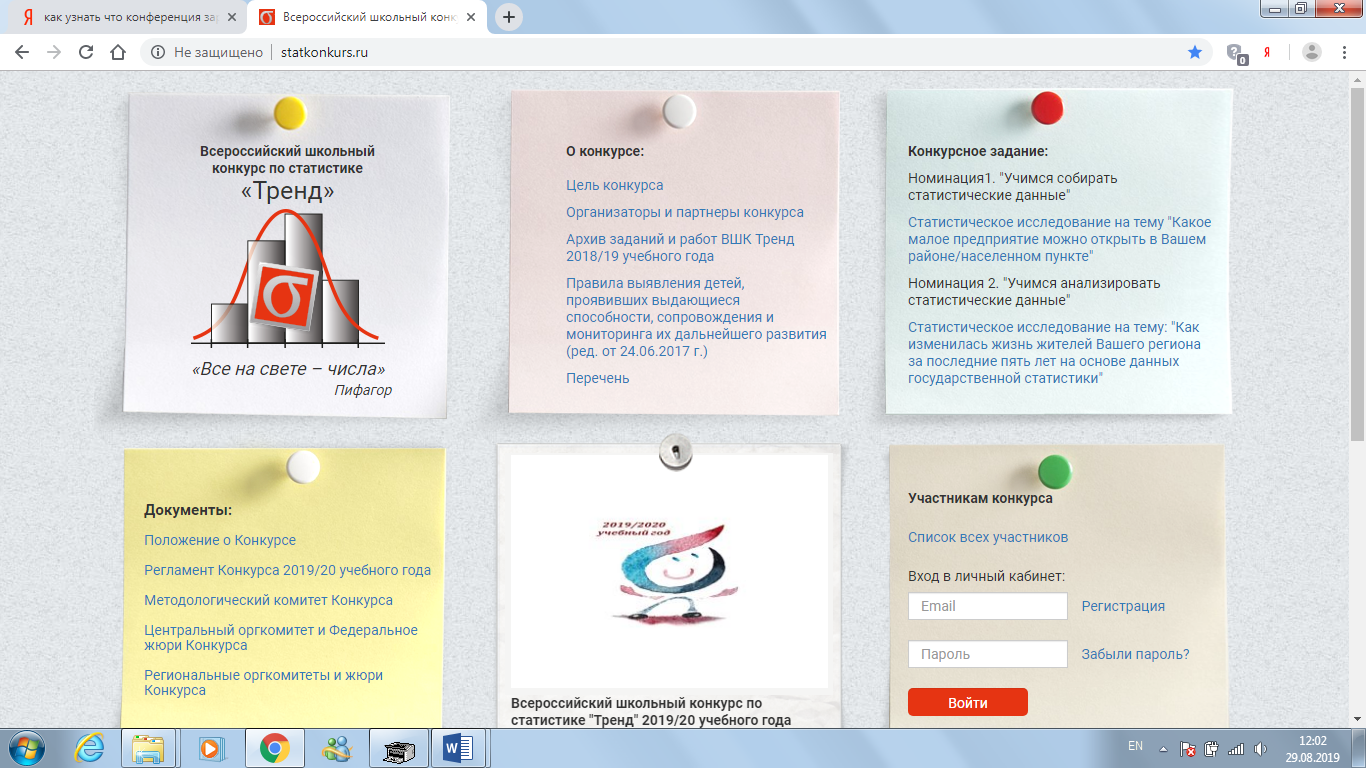 как узнать что конференция зар
Всероссийский школьный конк
Не защищено
statkonkurs.ru
0
Всероссийский школьный
конкурс по статистике
«Тренд»
σ
«Все на свете – числа»
Пифагор
О конкурсе:
Цель конкурса
Организаторы и партнеры конкурса
Архив заданий и работ ВШК Тренд
2018/19 учебного года
Правила выявления детей,
проявивших выдающиеся
способности, сопровождения и
мониторинга их дальнейшего развития
(ред. от 24.06.2017 г.)
Перечень
Конкурсное задание:
Номинация1. "Учимся собирать
статистические данные"
Статистическое исследование на тему "Какое
малое предприятие можно открыть в Вашем
районе/населенном пункте"
Номинация 2. "Учимся анализировать
статистические данные"
Статистическое исследование на тему: "Как
изменилась жизнь жителей Вашего региона
за последние пять лет на основе данных
государственной статистики"
Документы:
Положение о Конкурсе
Регламент Конкурса 2019/20 учебного года
Методологический комитет Конкурса
Центральный оргкомитет и Федеральное
жюри Конкурса
Региональные оргкомитеты и жюри
Конкурса
2019/2020
учебный год
Всероссийский школьный конкурс по
статистике "Тренд" 2019/20 учебного года
Участникам конкурса
Список всех участников
Вход в личный кабинет:
Email Регистрация
Пароль Забыли пароль?
Войти
EN
12:02
29.08.2019